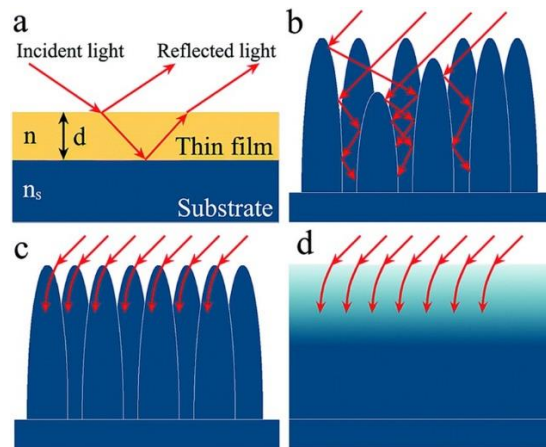 a
Incident light Reflected light
n d Thin film
nₛ Substrate
b
c
d